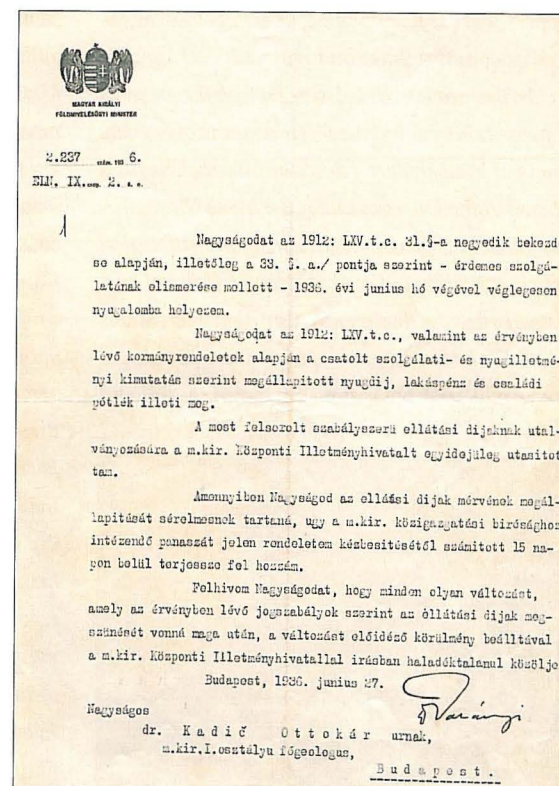 MAGYAR KIRÁLYI
FÖLDMIVELÉSÜGYI MINISTER
2.237 szám. 193 6.
ELN. IX. csop. 2. a. o.
1
Nagyságodat az 1912: LXV.t.c. 31.§-a negyedik bekezd
se alapján, illetőleg a 33. §. a./ pontja szerint - érdemes szolgá-
latának elismerése mellett - 1936. évi junius hó végével véglegesen
nyugalomba helyezem.
Nagyságodat az 1912: LXV.t.c., valamint az érvényben
lévő kormányrendeletek alapján a csatolt szolgálati- és nyugilletmé-
nyi kimutatás szerint megállapitott nyugdij, lakáspénz és családi
pótlék illeti meg.
A most felsorolt szabályszerü ellátási dijaknak utal-
ványozására a m.kir. Központi Illetményhivatalt egyidejüleg utasitot
tam.
Amennyiben Nagyságod az ellátási dijak mérvének megál-
lapitását sérelmesnek tartaná, ugy a m.kir. közigazgatási birósághoz
intézendő panaszát jelen rendeletem kézbesitésétől számitott 15 na-
pon belül terjessze fel hozzám.
Felhivom Nagyságodat, hogy minden olyan változást,
amely az érvényben lévő jogszabályok szerint az ellátási dijak meg-
szünését vonná maga után, a változást előidéző körülmény beálltával
a m.kir. Központi Illetményhivatallal irásban haladéktalanul közölje
Budapest, 1936. junius 27.
Darányi
Nagyságos
dr. Kadič Ottokár urnak,
m.kir.I.osztályu főgeologus,
Budapest.